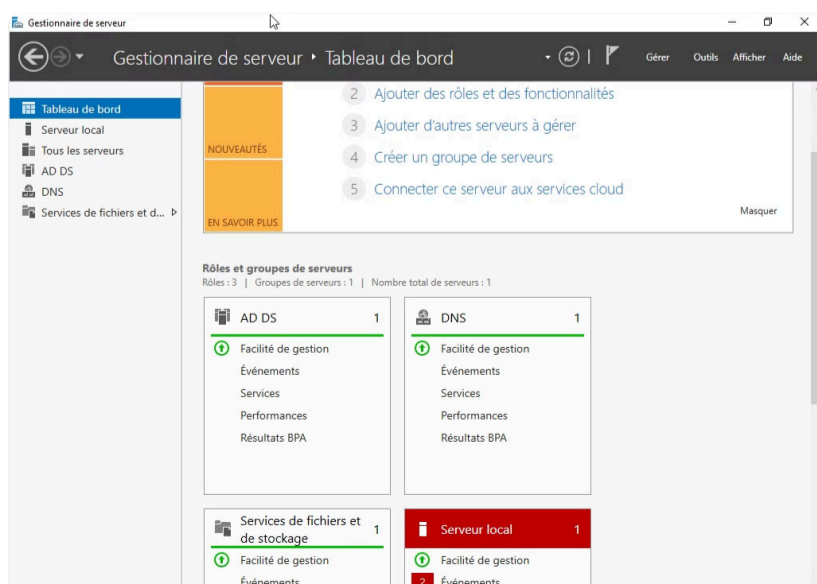 Gestionnaire de serveur
Gestionnaire de serveur • Tableau de bord
Gérer Outils Afficher Aide
Tableau de bord
Serveur local
Tous les serveurs
AD DS
DNS
Services de fichiers et d...
NOUVEAUTÉS
EN SAVOIR PLUS
2 Ajouter des rôles et des fonctionnalités
3 Ajouter d’autres serveurs à gérer
4 Créer un groupe de serveurs
5 Connecter ce serveur aux services cloud
Masquer
Rôles et groupes de serveurs
Rôles : 3 | Groupes de serveurs : 1 | Nombre total de serveurs : 1
AD DS 1
Facilité de gestion
Événements
Services
Performances
Résultats BPA
DNS 1
Facilité de gestion
Événements
Services
Performances
Résultats BPA
Services de fichiers et
de stockage 1
Facilité de gestion
Événements
Serveur local 1
Facilité de gestion
2 Événements